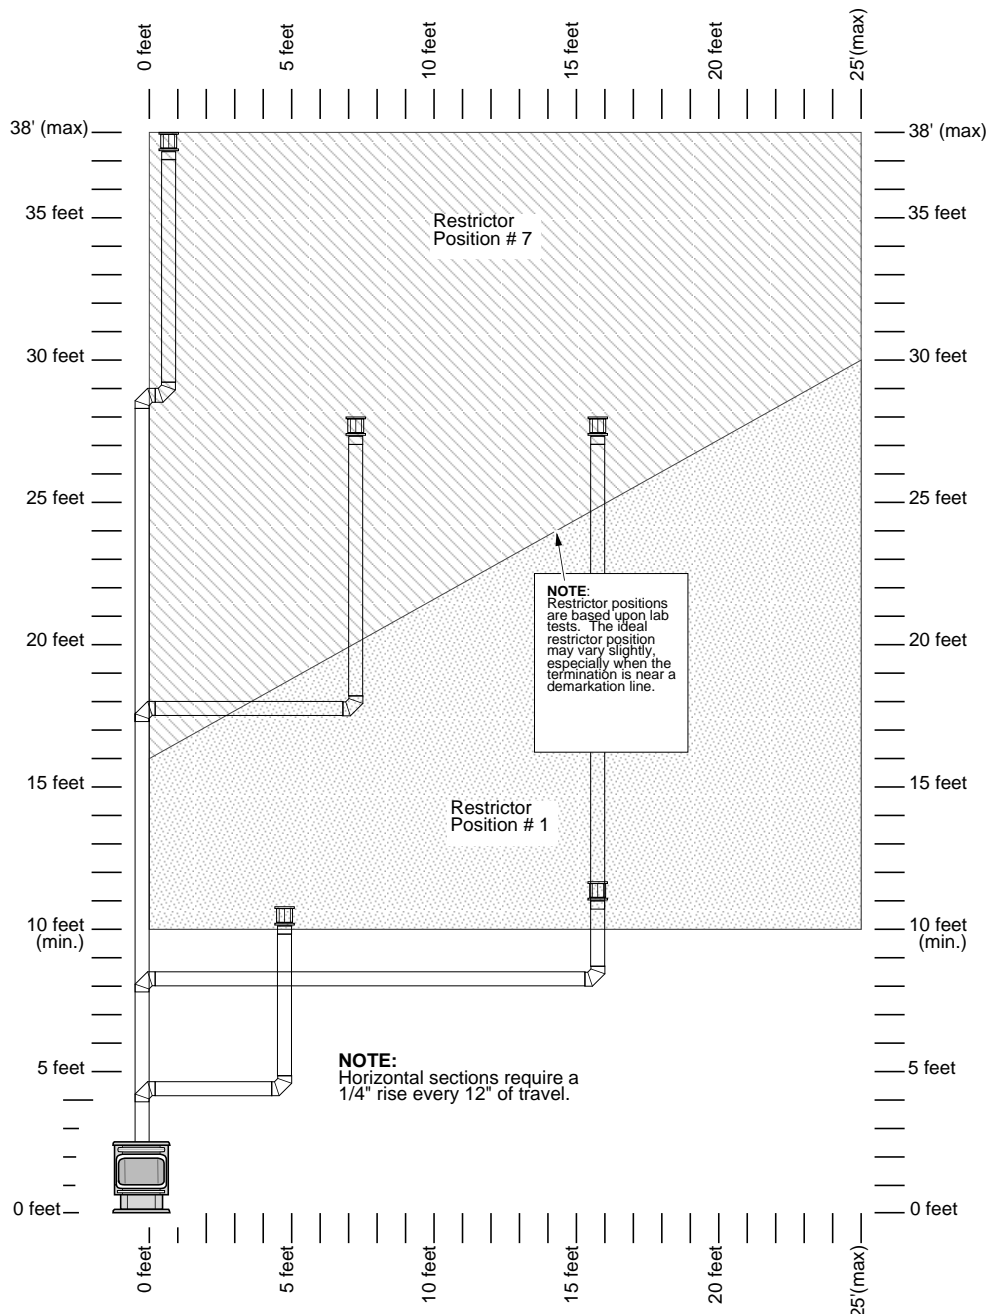 0 feet
5 feet
10 feet
15 feet
20 feet
25'(max)
38' (max)
38' (max)
35 feet
35 feet
Restrictor
Position # 7
30 feet
30 feet
25 feet
25 feet
NOTE:
Restrictor positions
are based upon lab
tests.  The ideal
restrictor position
may vary slightly,
especially when the
termination is near a
demarkation line.
20 feet
20 feet
15 feet
15 feet
Restrictor
Position # 1
10 feet
(min.)
10 feet
(min.)
5 feet
5 feet
NOTE:
Horizontal sections require a
1/4" rise every 12" of travel.
0 feet
0 feet
0 feet
5 feet
10 feet
15 feet
20 feet
25'(max)